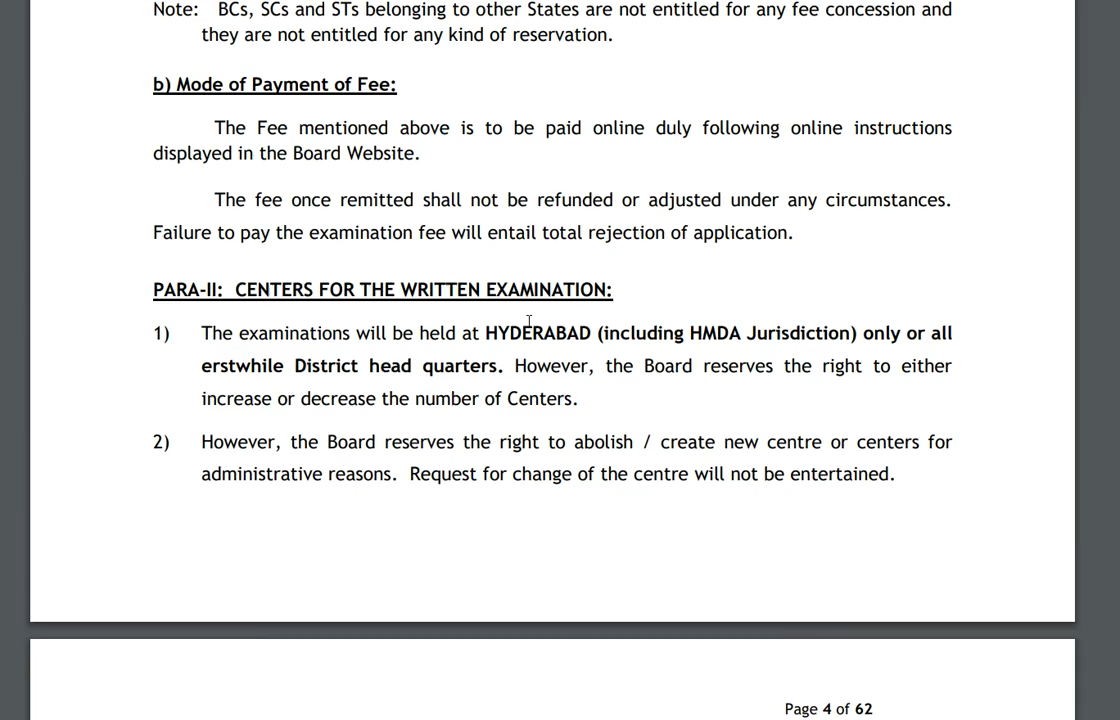 Note: BCs, SCs and STs belonging to other States are not entitled for any fee concession and
they are not entitled for any kind of reservation.
b) Mode of Payment of Fee:
The Fee mentioned above is to be paid online duly following online instructions
displayed in the Board Website.
The fee once remitted shall not be refunded or adjusted under any circumstances.
Failure to pay the examination fee will entail total rejection of application.
PARA-II: CENTERS FOR THE WRITTEN EXAMINATION:
1) The examinations will be held at HYDERABAD (including HMDA Jurisdiction) only or all
erstwhile District head quarters. However, the Board reserves the right to either
increase or decrease the number of Centers.
2) However, the Board reserves the right to abolish / create new centre or centers for
administrative reasons. Request for change of the centre will not be entertained.
Page 4 of 62